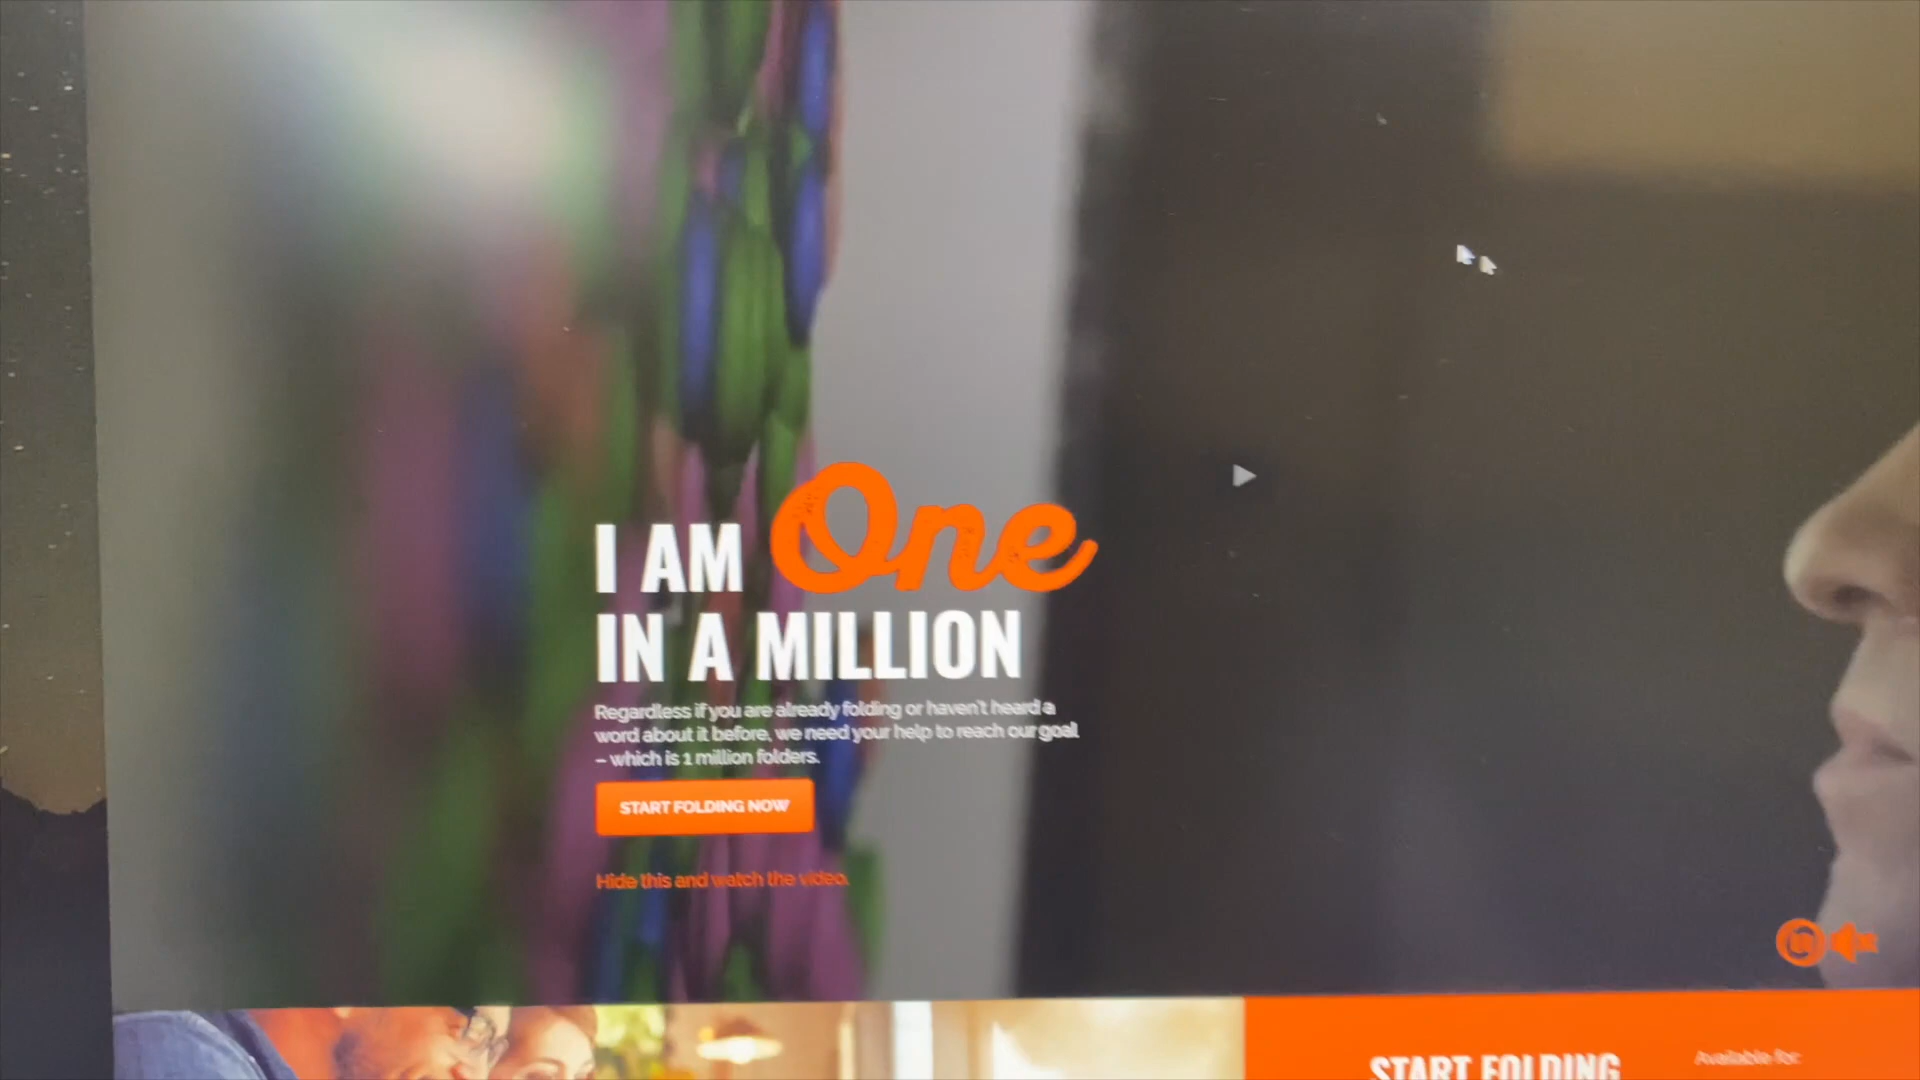 I AM One
IN A MILLION
Regardless if you are already folding or haven't heard a
word about it before, we need your help to reach our goal
– which is 1 million folders.
START FOLDING NOW
Hide this and watch the video.
START FOLDING
Available for: